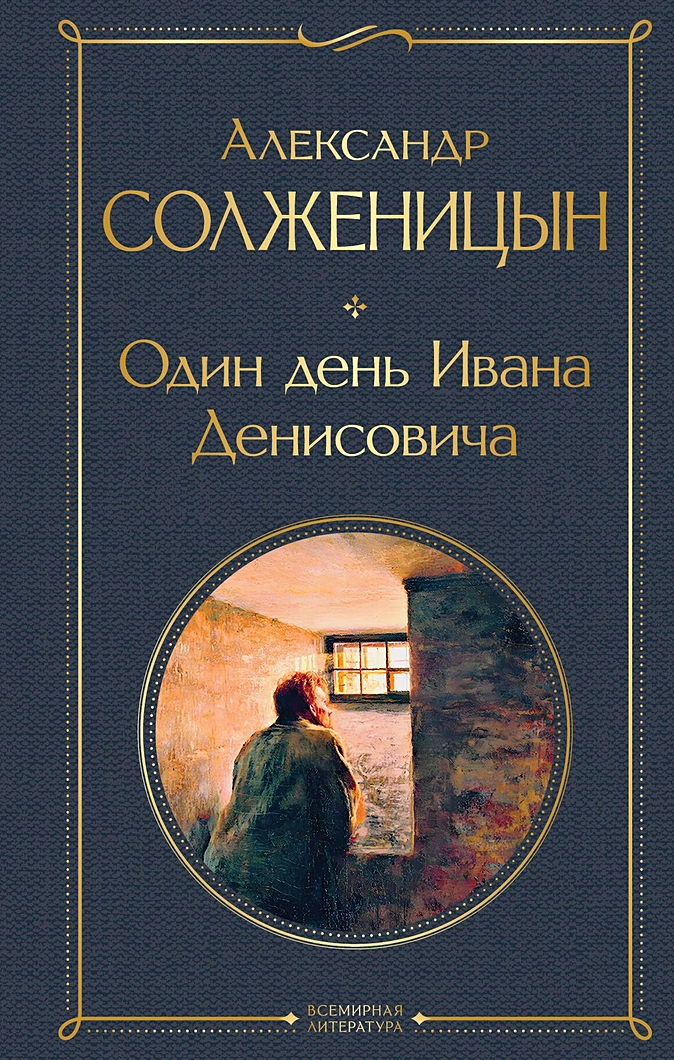 Александр
СОЛЖЕНИЦЫН
Один день Ивана
Денисовича
ВСЕМИРНАЯ
ЛИТЕРАТУРА